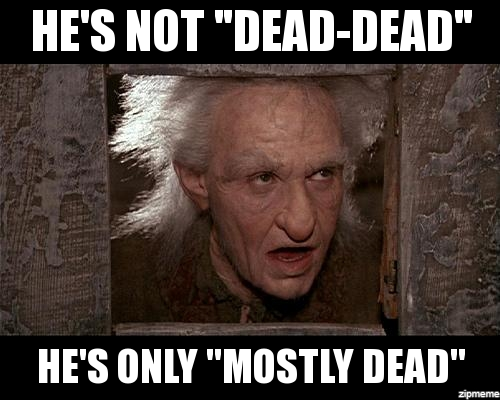 HE'S NOT "DEAD-DEAD"
HE'S ONLY "MOSTLY DEAD"
zipmeme